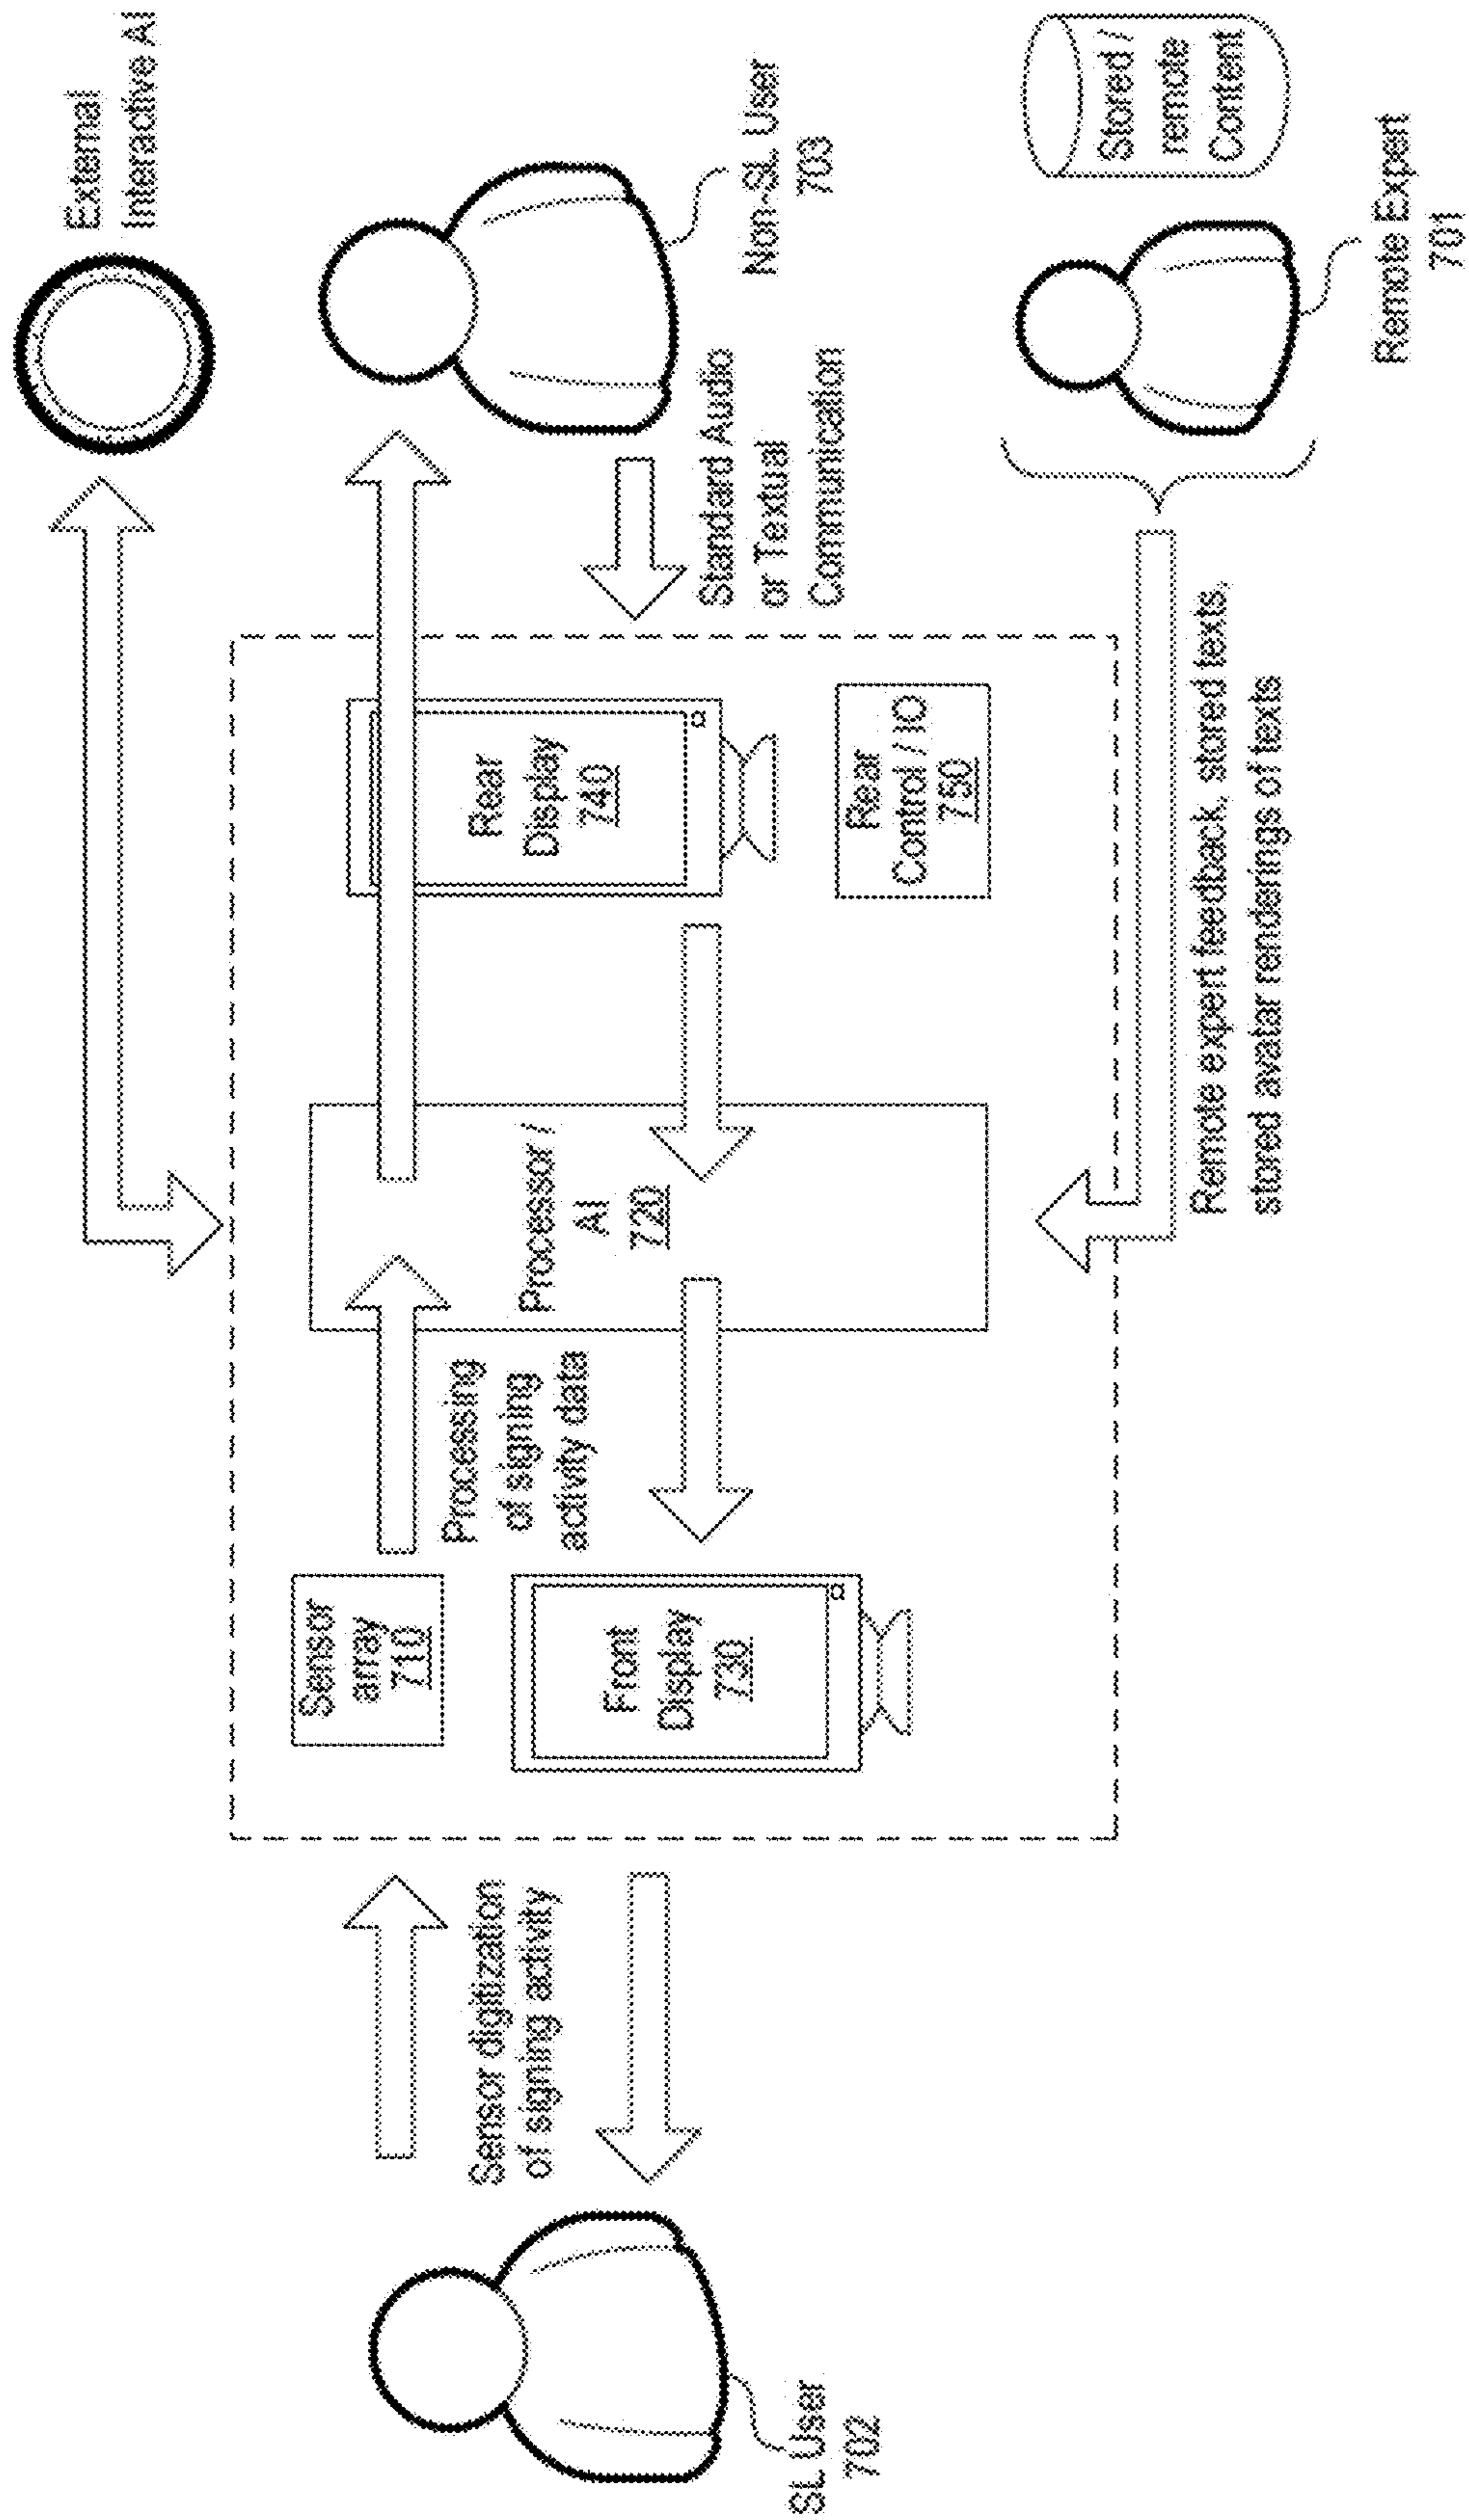 External
Interactive AI
Non-SL User
703
Stored /
remote
Content
Remote Expert
701
Standard Audio
or Textual
Communication
Rear
Display
740
Rear
Control / IO
750
Remote expert feedback, stored texts,
stored avatar renderings of texts
Processor /
AI
720
Processing
of signing
activity data
Sensor
array
710
Front
Display
730
Sensor digitization
of signing activity
SL User
702